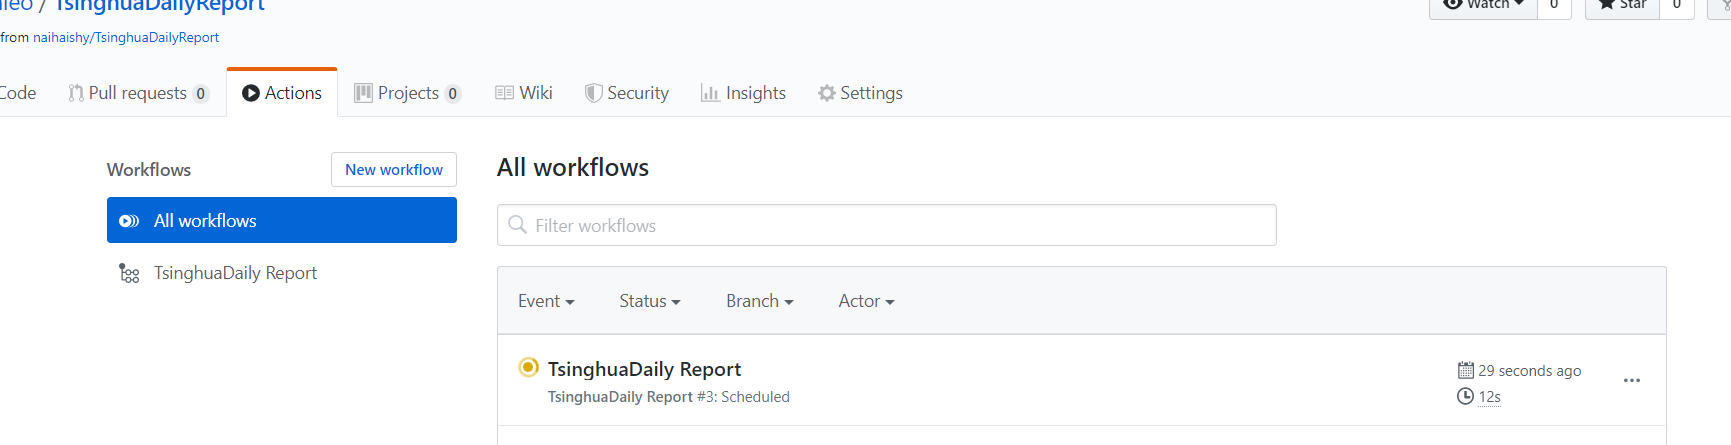 / TsinghuaDailyReport
Watch 0 Star 0
from naihaishy/TsinghuaDailyReport
Code Pull requests 0 Actions Projects 0 Wiki Security Insights Settings
Workflows New workflow
All workflows
All workflows
Filter workflows
TsinghuaDaily Report
Event Status Branch Actor
TsinghuaDaily Report
29 seconds ago
TsinghuaDaily Report #3: Scheduled
12s